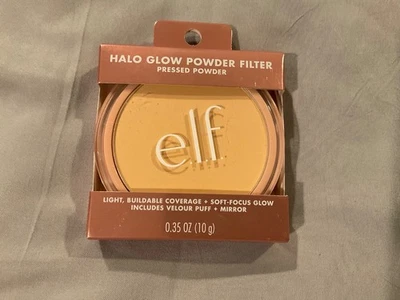 HALO GLOW POWDER FILTER
PRESSED POWDER
elf
LIGHT, BUILDABLE COVERAGE + SOFT-FOCUS GLOW
INCLUDES VELOUR PUFF + MIRROR
0.35 OZ (10 g)